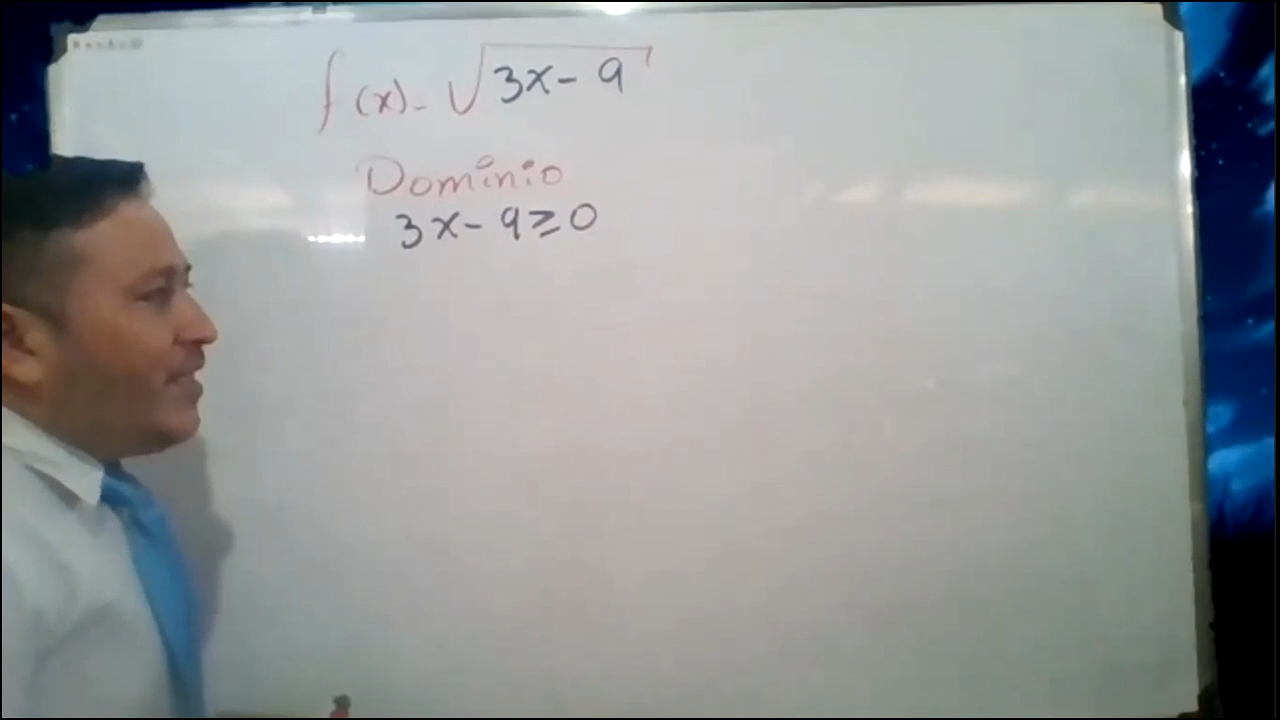 f(x) = √3x - 9
Dominio
3x - 9 ≥ 0